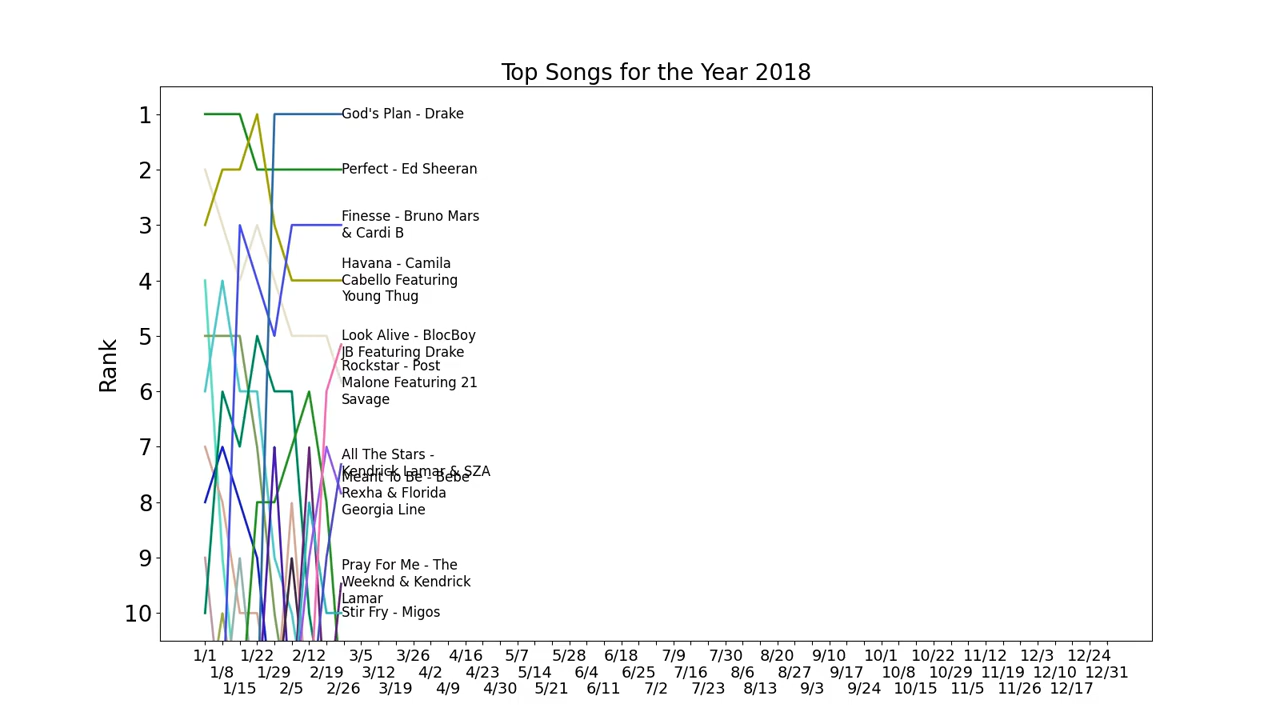 Top Songs for the Year 2018
Rank
1
2
3
4
5
6
7
8
9
10
God's Plan - Drake
Perfect - Ed Sheeran
Finesse - Bruno Mars
& Cardi B
Havana - Camila
Cabello Featuring
Young Thug
Look Alive - BlocBoy
JB Featuring Drake
Rockstar - Post
Malone Featuring 21
Savage
All The Stars -
Kendrick Lamar & SZA
Meant To Be - Bebe
Rexha & Florida
Georgia Line
Pray For Me - The
Weeknd & Kendrick
Lamar
Stir Fry - Migos
1/1 1/22 2/12 3/5 3/26 4/16 5/7 5/28 6/18 7/9 7/30 8/20 9/10 10/1 10/22 11/12 12/3 12/24
1/8 1/29 2/19 3/12 4/2 4/23 5/14 6/4 6/25 7/16 8/6 8/27 9/17 10/8 10/29 11/19 12/10 12/31
1/15 2/5 2/26 3/19 4/9 4/30 5/21 6/11 7/2 7/23 8/13 9/3 9/24 10/15 11/5 11/26 12/17